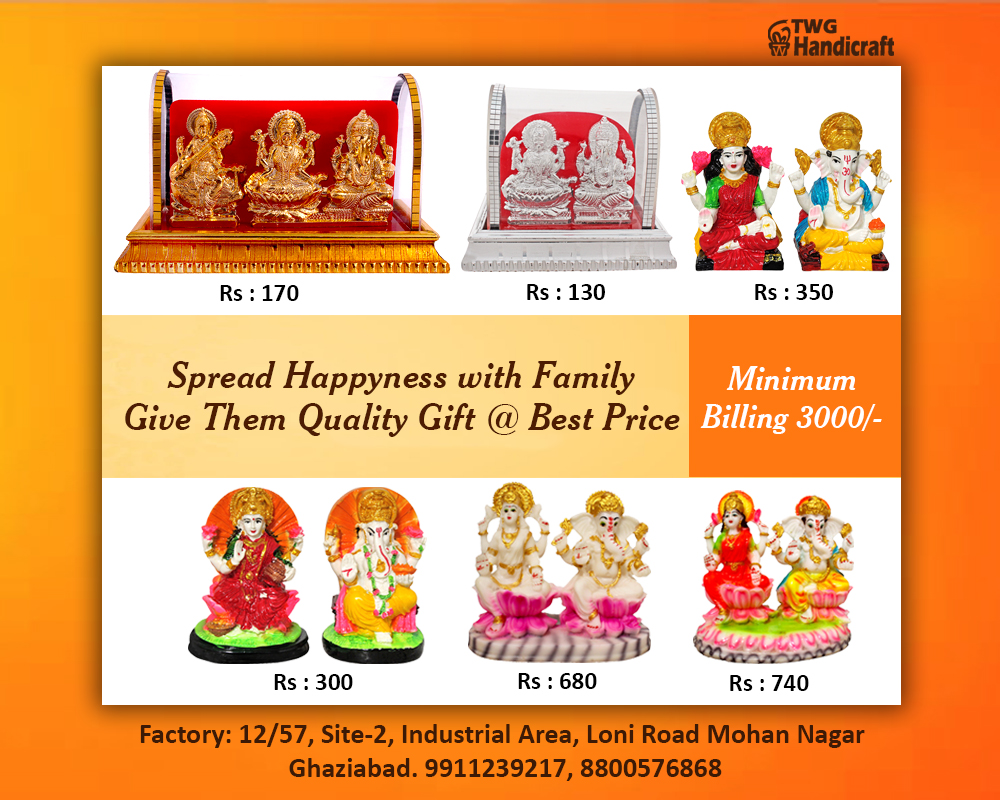 TWG
Handicraft
Rs : 170
Rs : 130
Rs : 350
Spread Happyness with Family
Give Them Quality Gift @ Best Price
Minimum
Billing 3000/-
Rs : 300
Rs : 680
Rs : 740
Factory: 12/57, Site-2, Industrial Area, Loni Road Mohan Nagar
Ghaziabad. 9911239217, 8800576868